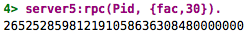 4> server5:rpc(Pid, {fac,30}).
265252859812191058636308480000000